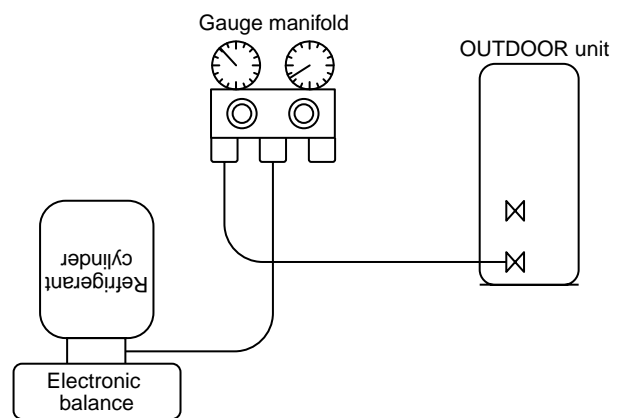 Gauge manifold
OUTDOOR unit
Refrigerant
cylinder
Electronic
balance